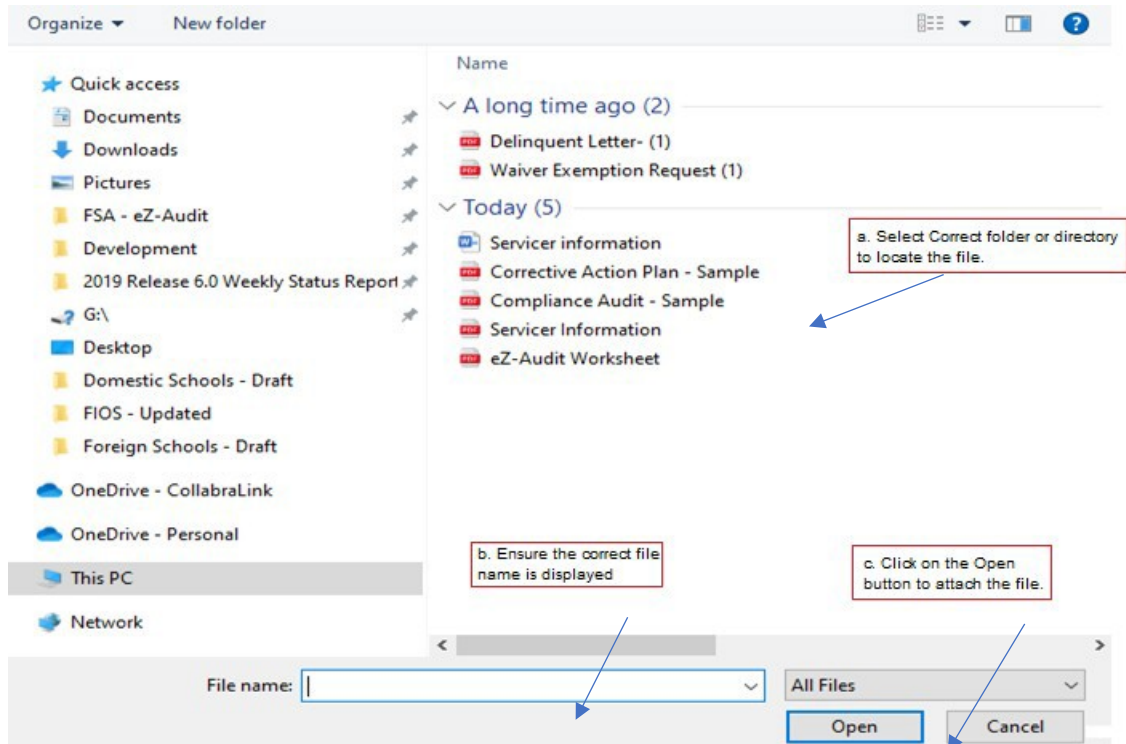 Organize New folder
Quick access
Documents
Downloads
Pictures
FSA - eZ-Audit
Development
2019 Release 6.0 Weekly Status Report
G:\
Desktop
Domestic Schools - Draft
FIOS - Updated
Foreign Schools - Draft
OneDrive - CollabraLink
OneDrive - Personal
This PC
Network
Name
A long time ago (2)
Delinquent Letter- (1)
Waiver Exemption Request (1)
Today (5)
Servicer information
Corrective Action Plan - Sample
Compliance Audit - Sample
Servicer Information
eZ-Audit Worksheet
a. Select Correct folder or directory
to locate the file.
b. Ensure the correct file
name is displayed
c. Click on the Open
button to attach the file.
File name: All Files
Open Cancel